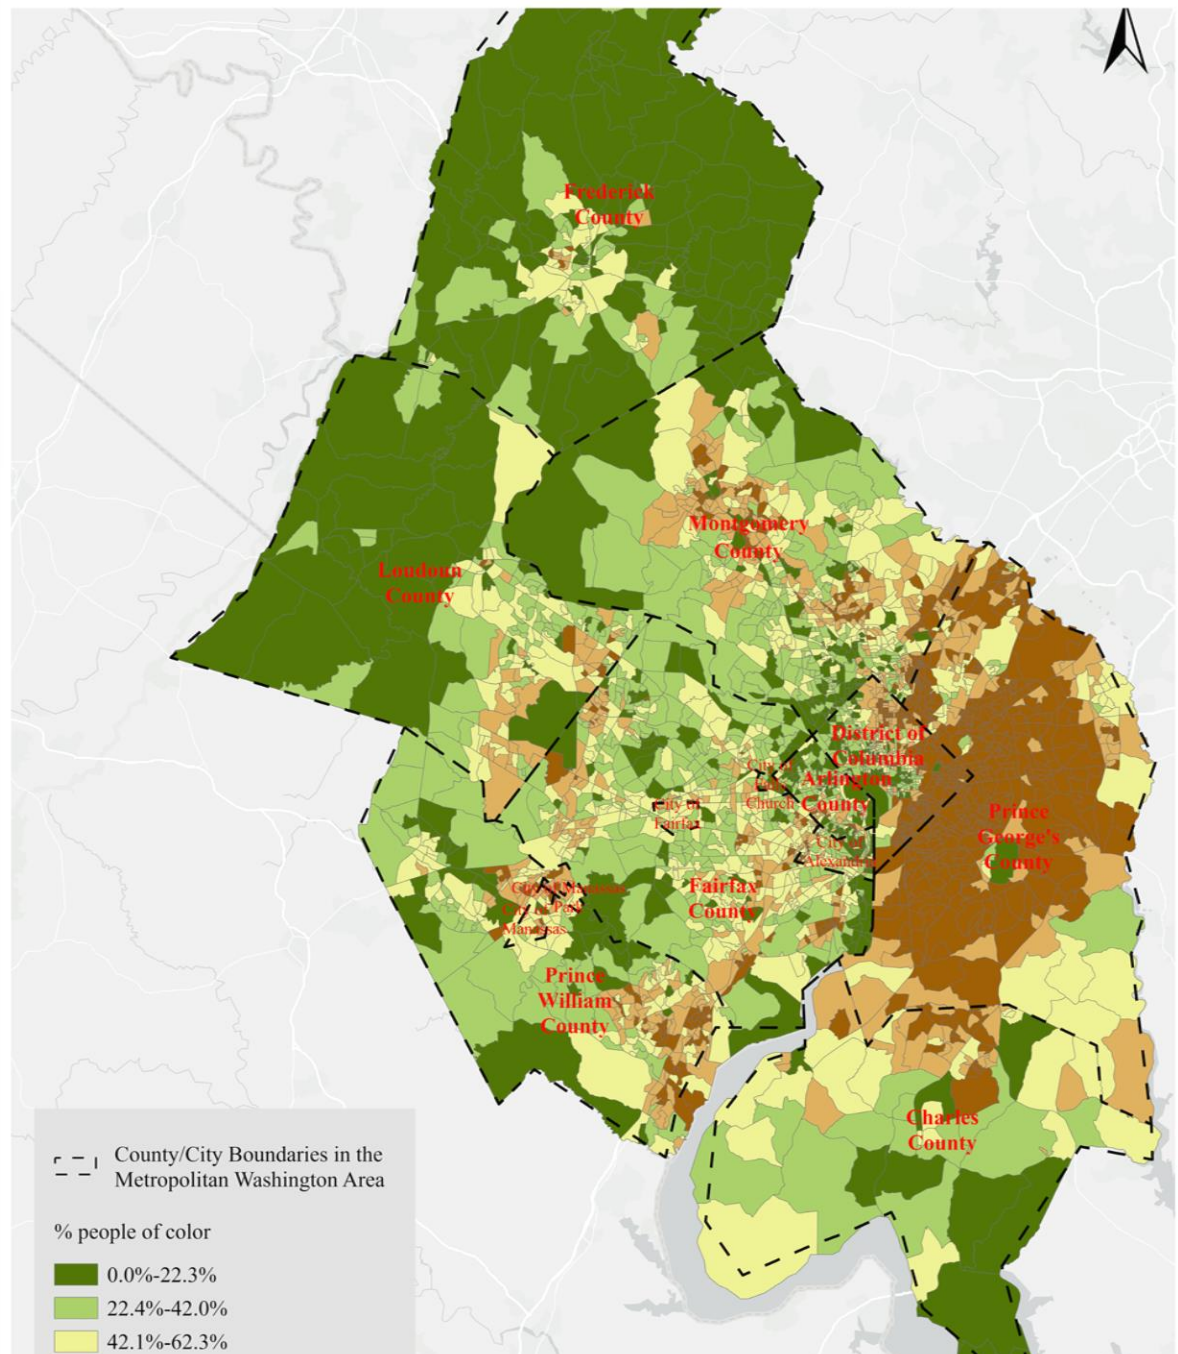 Frederick
County
Montgomery
County
Loudoun
County
District of
Columbia
City of
Falls
Church
Arlington
County
City of
Fairfax
Prince
George's
County
City of
Alexandria
Fairfax
County
City of Manassas
Park
City of
Manassas
Prince
William
County
Charles
County
County/City Boundaries in the
Metropolitan Washington Area
% people of color
0.0%-22.3%
22.4%-42.0%
42.1%-62.3%